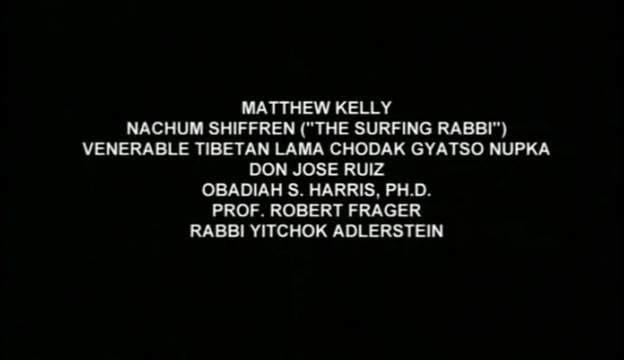 MATTHEW KELLY
NACHUM SHIFFREN ("THE SURFING RABBI")
VENERABLE TIBETAN LAMA CHODAK GYATSO NUPKA
DON JOSE RUIZ
OBADIAH S. HARRIS, PH.D.
PROF. ROBERT FRAGER
RABBI YITCHOK ADLERSTEIN